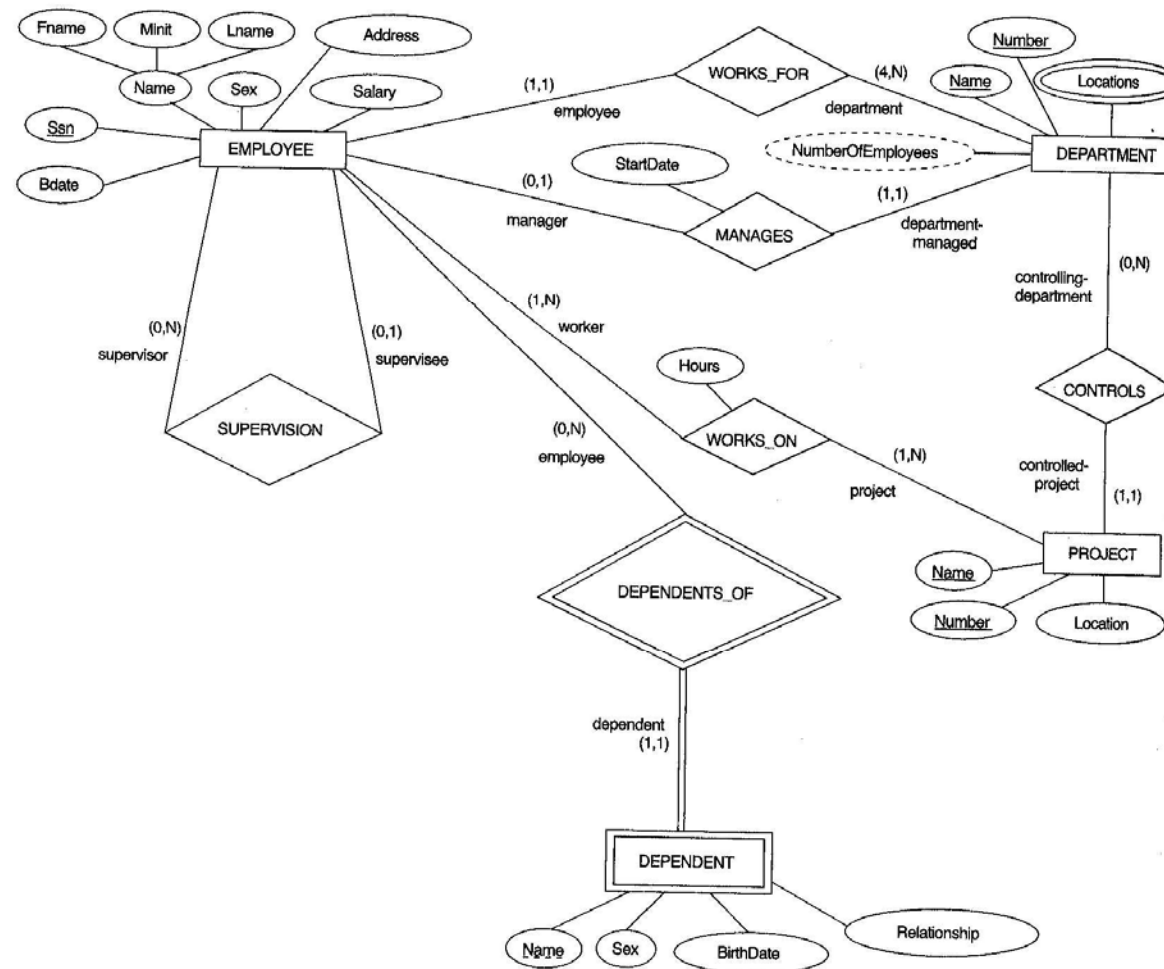 Fname
MInit
Lname
Address
Name
Sex
Salary
Ssn
Bdate
EMPLOYEE
(1,1)
employee
WORKS_FOR
(4,N)
department
Number
Name
Locations
NumberOfEmployees
DEPARTMENT
StartDate
(0,1)
manager
MANAGES
(1,1)
department-
managed
(0,N)
controlling-
department
(1,N)
worker
(0,N)
supervisor
(0,1)
supervisee
SUPERVISION
Hours
WORKS_ON
CONTROLS
(0,N)
employee
(1,N)
project
controlled-
project
(1,1)
PROJECT
Name
Number
Location
DEPENDENTS_OF
dependent
(1,1)
DEPENDENT
Name
Sex
BirthDate
Relationship